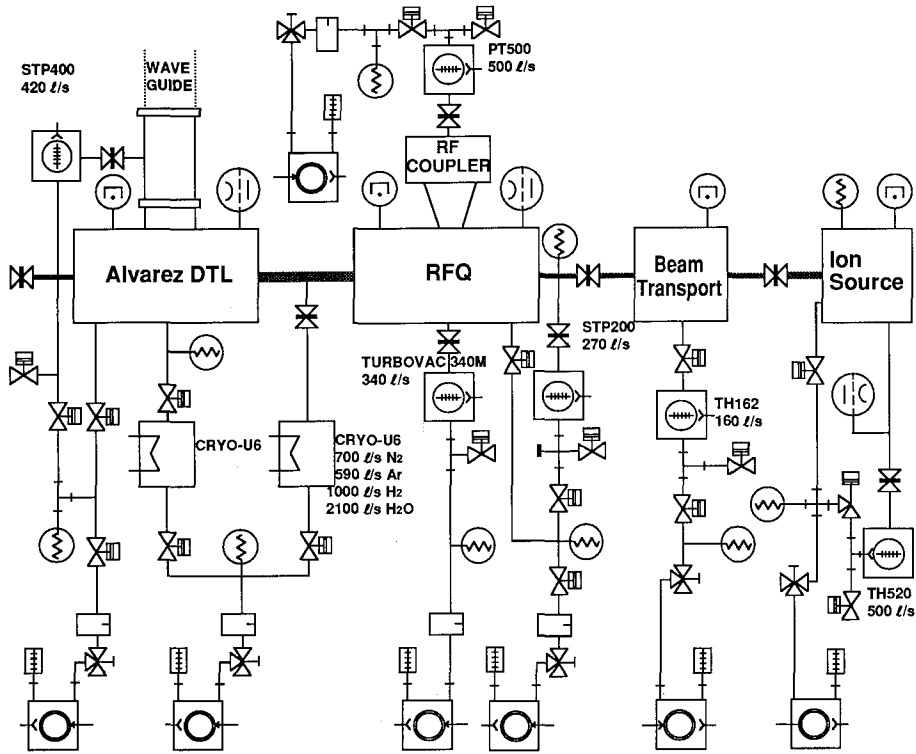 STP400
420 ℓ/s
WAVE
GUIDE
PT500
500 ℓ/s
RF
COUPLER
Alvarez DTL
RFQ
Beam
Transport
Ion
Source
STP200
270 ℓ/s
TURBOVAC 340M
340 ℓ/s
TH162
160 ℓ/s
CRYO-U6
CRYO-U6
700 ℓ/s N2
590 ℓ/s Ar
1000 ℓ/s H2
2100 ℓ/s H2O
TH520
500 ℓ/s